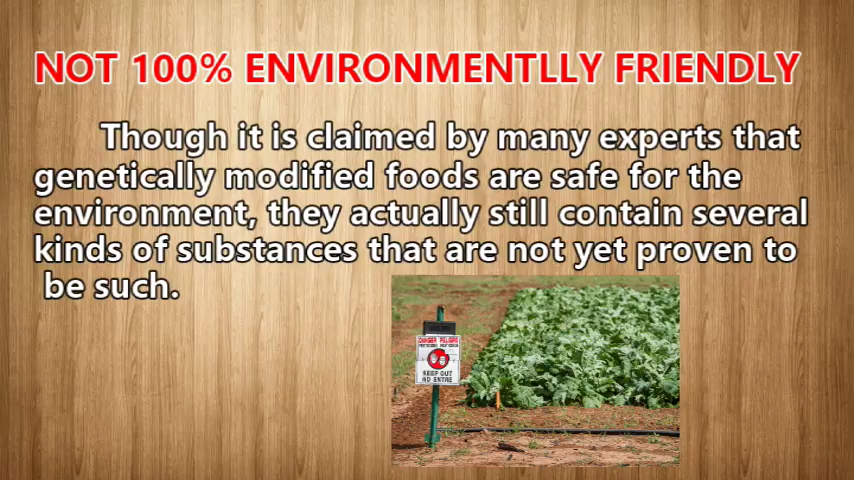 NOT 100% ENVIRONMENTLLY FRIENDLY
Though it is claimed by many experts that
genetically modified foods are safe for the
environment, they actually still contain several
kinds of substances that are not yet proven to
be such.
DANGER PELIGRO
KEEP OUT
NO ENTRE